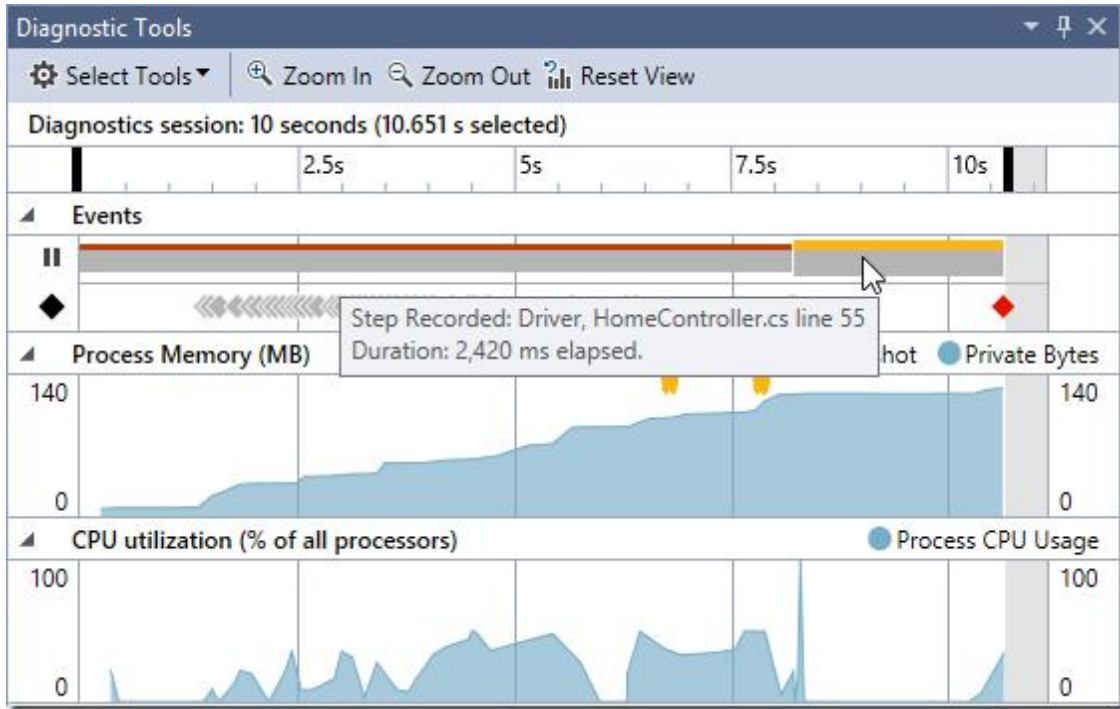 Diagnostic Tools
Select Tools Zoom In Zoom Out Reset View
Diagnostics session: 10 seconds (10.651 s selected)
2.5s 5s 7.5s 10s
Events
Step Recorded: Driver, HomeController.cs line 55
Duration: 2,420 ms elapsed.
Process Memory (MB) Private Bytes
140 140
0 0
CPU utilization (% of all processors) Process CPU Usage
100 100
0 0